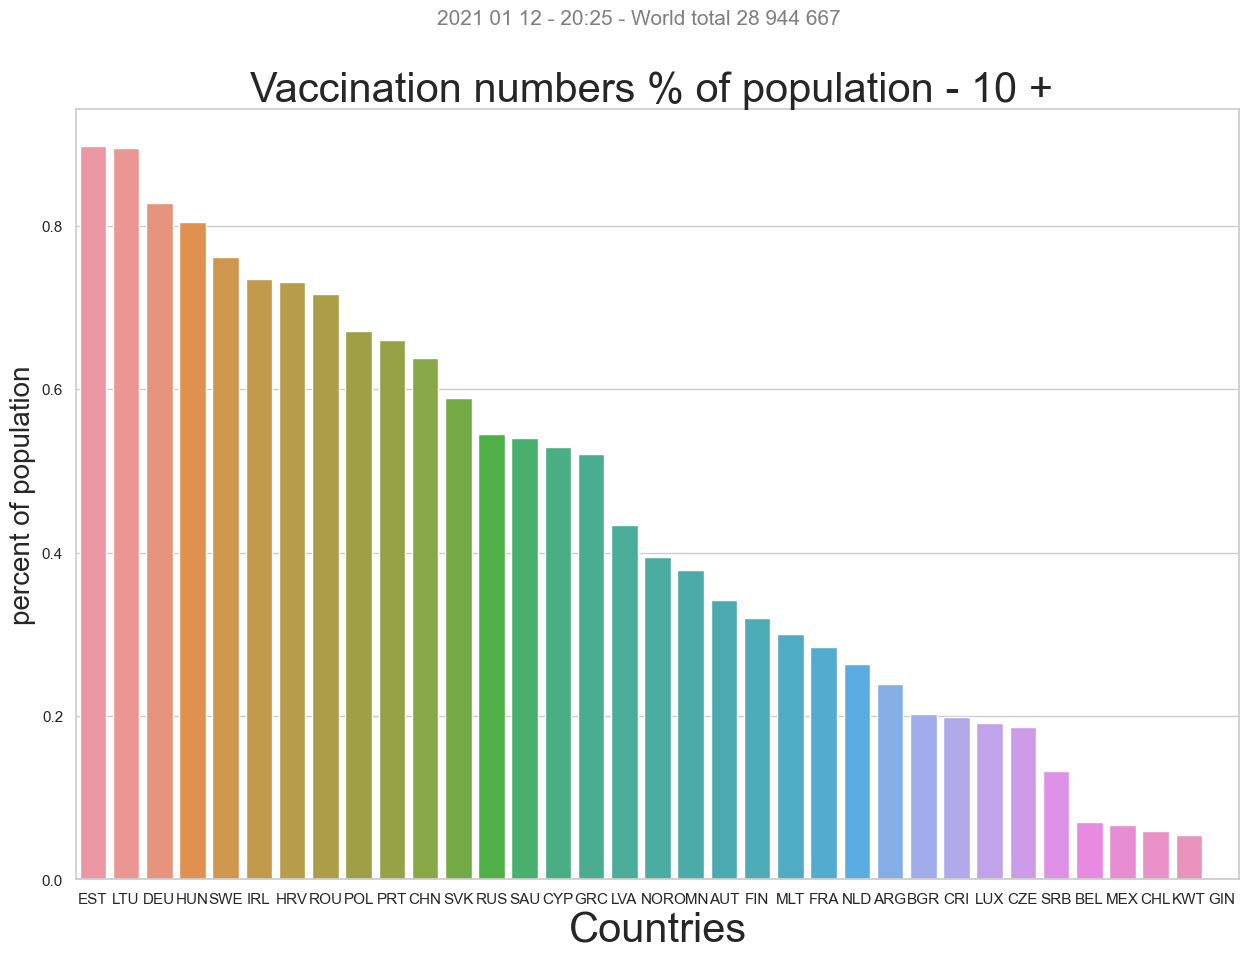 2021 01 12 - 20:25 - World total 28 944 667
Vaccination numbers % of population - 10 +
percent of population
0.8
0.6
0.4
0.2
0.0
EST LTU DEU HUN SWE IRL HRV ROU POL PRT CHN SVK RUS SAU CYP GRC LVA NOR OMN AUT FIN MLT FRA NLD ARG BGR CRI LUX CZE SRB BEL MEX CHL KWT GIN
Countries